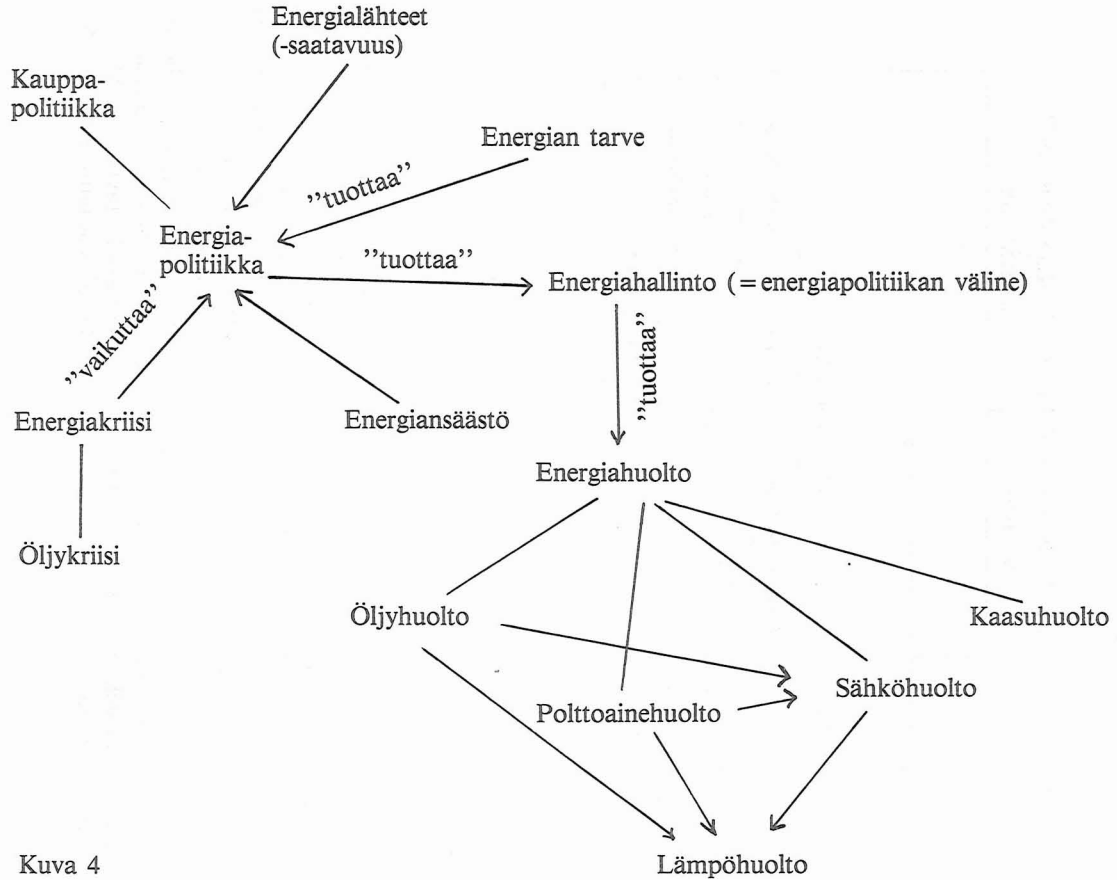 Energialähteet
(-saatavuus)
Kauppa-
politiikka
Energian tarve
”tuottaa”
Energia-
politiikka
”tuottaa”
Energiahallinto (=energiapolitiikan väline)
”vaikuttaa”
”tuottaa”
Energiakriisi
Energiansäästö
Energiahuolto
Öljykriisi
Öljyhuolto
Kaasuhuolto
Sähköhuolto
Polttoainehuolto
Lämpöhuolto
Kuva 4